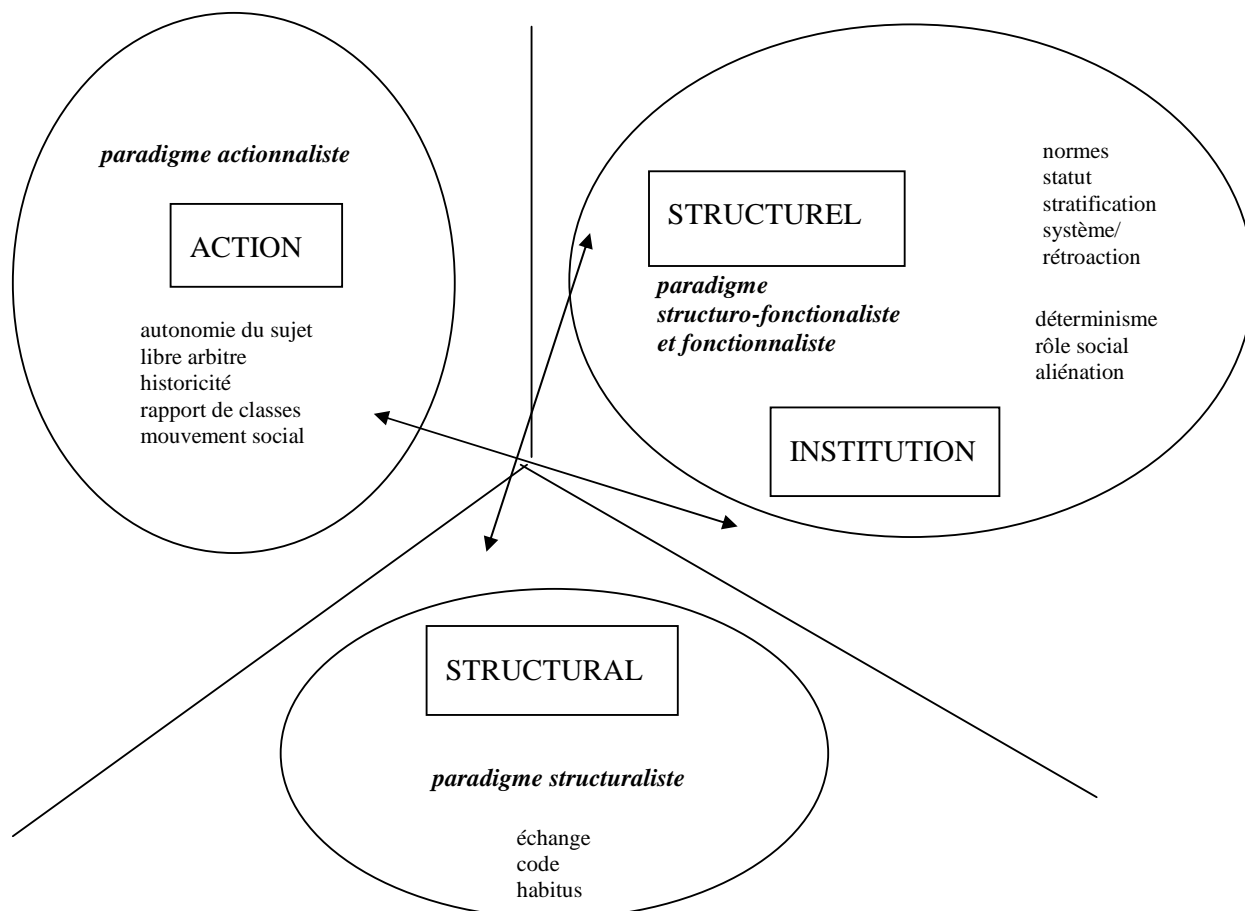 paradigme actionnaliste
ACTION
autonomie du sujet
libre arbitre
historicité
rapport de classes
mouvement social
STRUCTUREL
paradigme
structuro-fonctionaliste
et fonctionnaliste
normes
statut
stratification
système/
rétroaction
déterminisme
rôle social
aliénation
INSTITUTION
STRUCTURAL
paradigme structuraliste
échange
code
habitus